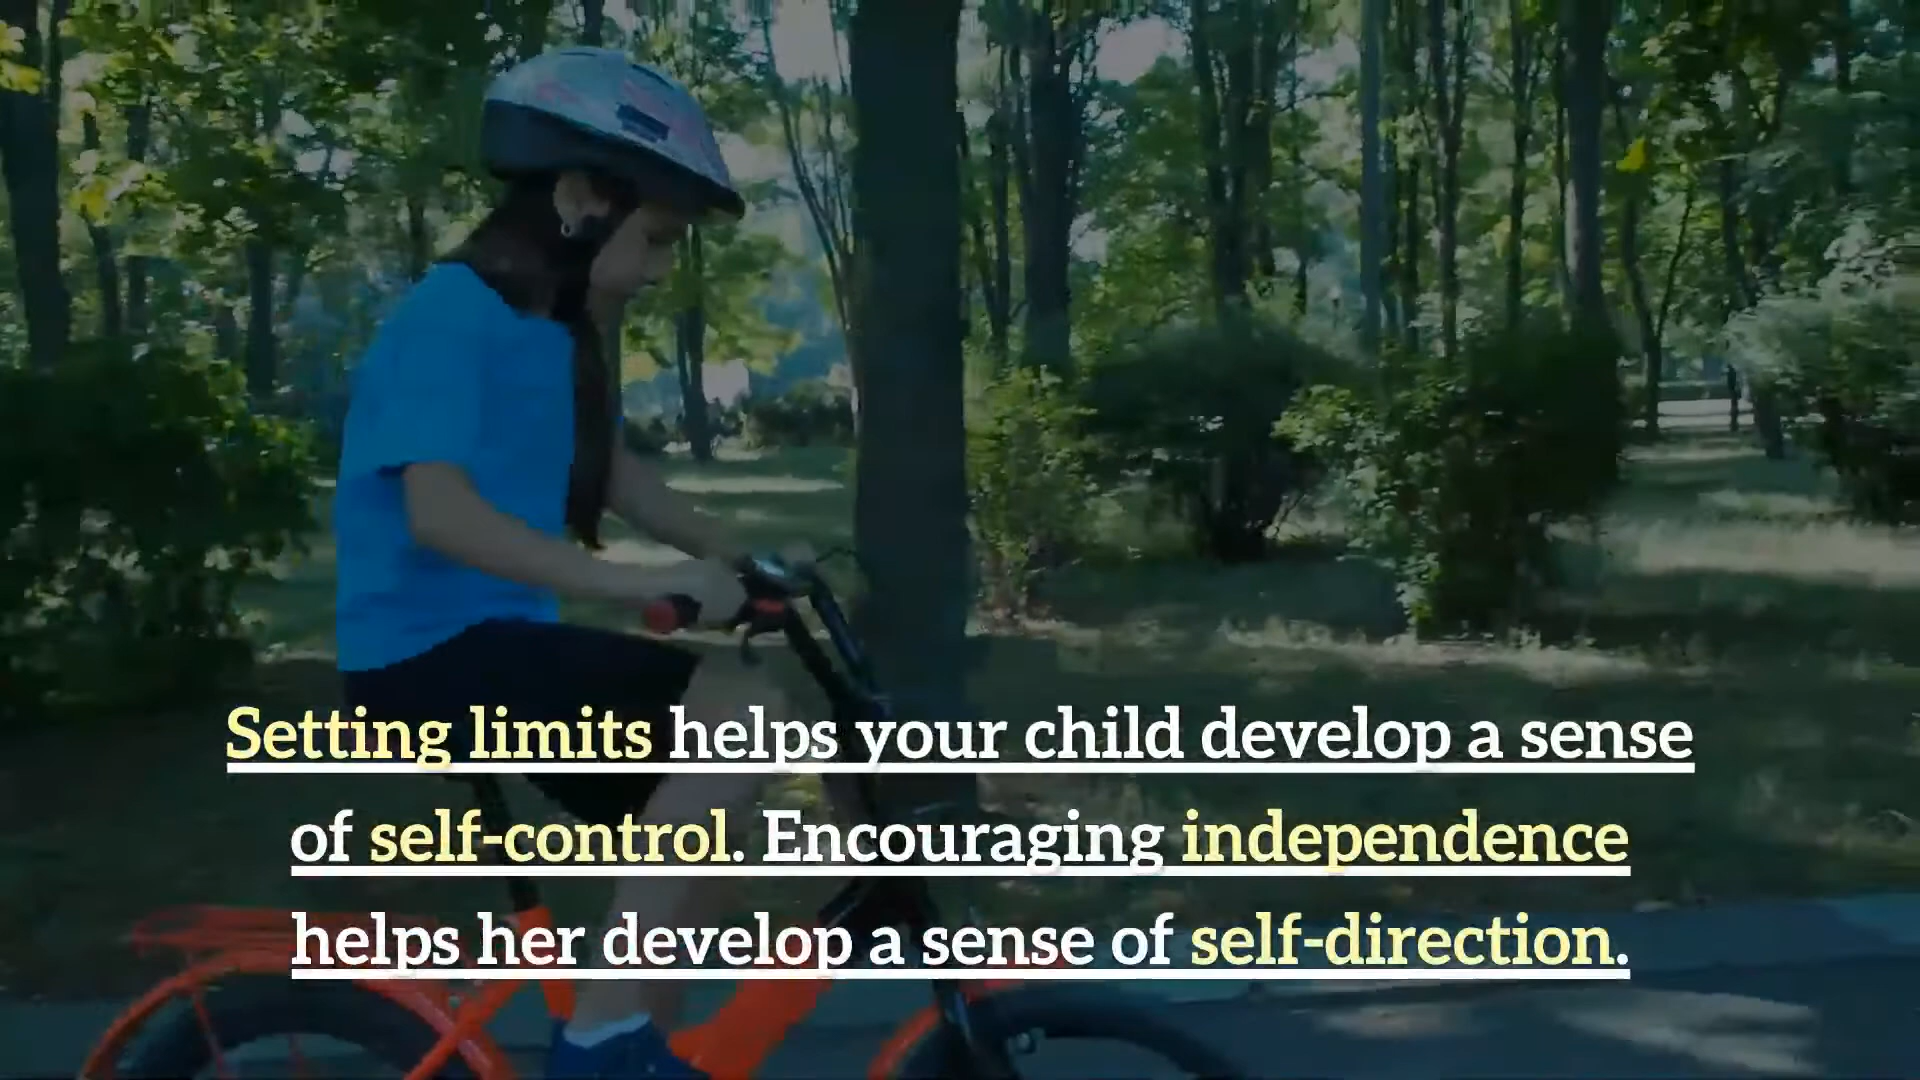 Setting limits helps your child develop a sense
of self-control. Encouraging independence
helps her develop a sense of self-direction.